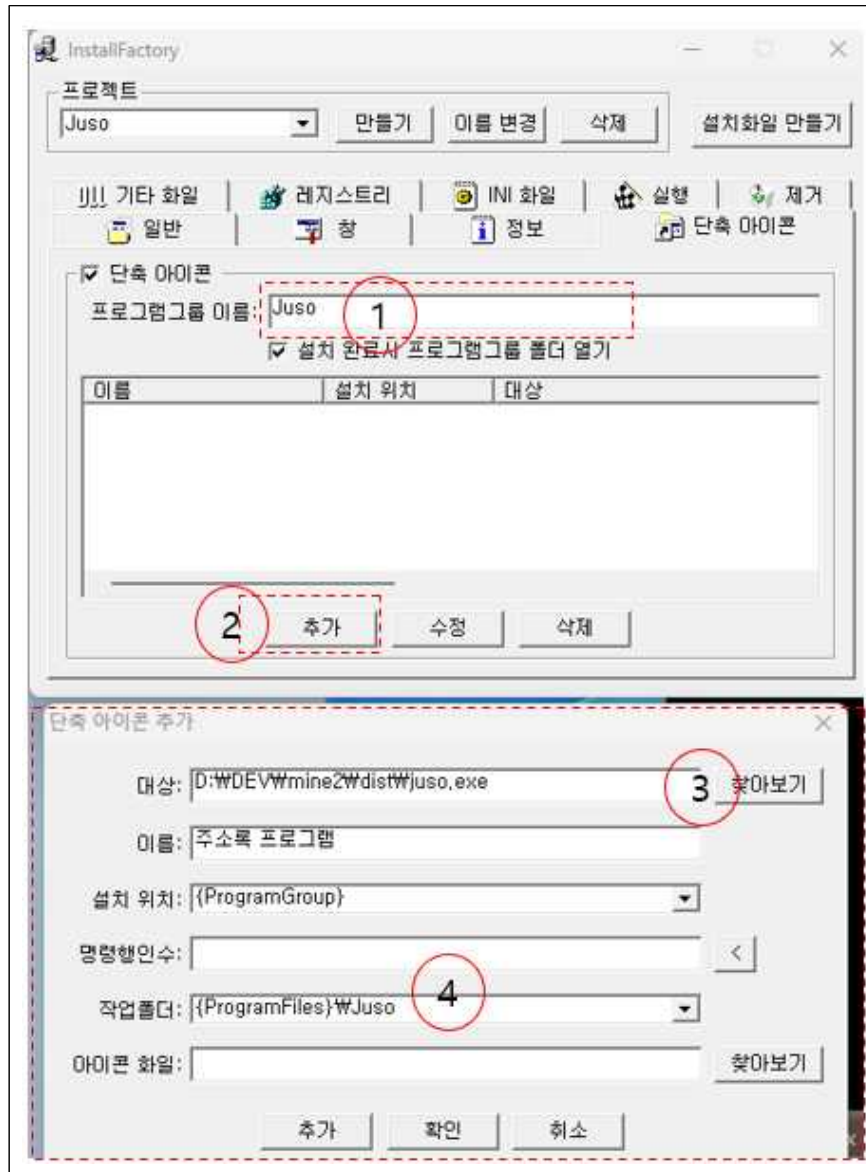 InstallFactory
프로젝트
Juso 만들기 이름 변경 삭제 설치화일 만들기
기타 화일 레지스트리 INI 화일 실행 제거
일반 창 정보 단축 아이콘
단축 아이콘
프로그램그룹 이름: Juso 1
설치 완료시 프로그램그룹 폴더 열기
이름 설치 위치 대상
2 추가 수정 삭제
단축 아이콘 추가
대상: D:₩DEV₩mine2₩dist₩juso.exe 3 찾아보기
이름: 주소록 프로그램
설치 위치: {ProgramGroup}
명령행인수: <
작업폴더: {ProgramFiles}₩Juso 4
아이콘 화일: 찾아보기
추가 확인 취소